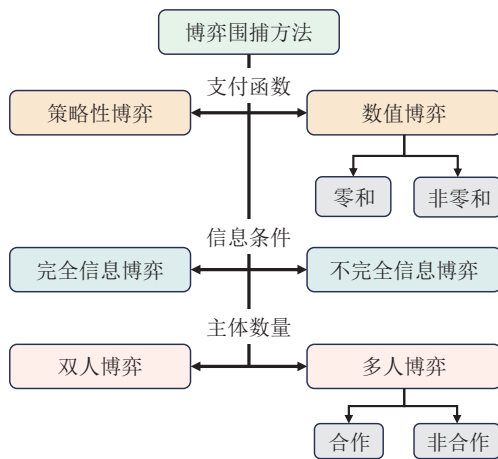 博弈围捕方法
支付函数
策略性博弈
数值博弈
零和
非零和
信息条件
完全信息博弈
不完全信息博弈
主体数量
双人博弈
多人博弈
合作
非合作